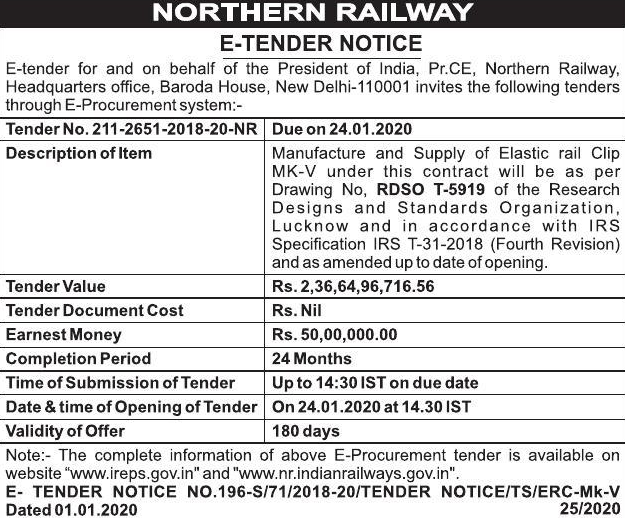 NORTHERN RAILWAY
E-TENDER NOTICE
E-tender for and on behalf of the President of India, Pr.CE, Northern Railway,
Headquarters office, Baroda House, New Delhi-110001 invites the following tenders
through E-Procurement system:-
Tender No. 211-2651-2018-20-NR Due on 24.01.2020
Description of Item Manufacture and Supply of Elastic rail Clip
MK-V under this contract will be as per
Drawing No, RDSO T-5919 of the Research
Designs and Standards Organization,
Lucknow and in accordance with IRS
Specification IRS T-31-2018 (Fourth Revision)
and as amended up to date of opening.
Tender Value Rs. 2,36,64,96,716.56
Tender Document Cost Rs. Nil
Earnest Money Rs. 50,00,000.00
Completion Period 24 Months
Time of Submission of Tender Up to 14:30 IST on due date
Date & time of Opening of Tender On 24.01.2020 at 14.30 IST
Validity of Offer 180 days
Note:- The complete information of above E-Procurement tender is available on
website “www.ireps.gov.in" and "www.nr.indianrailways.gov.in".
E- TENDER NOTICE NO.196-S/71/2018-20/TENDER NOTICE/TS/ERC-Mk-V
Dated 01.01.2020 25/2020